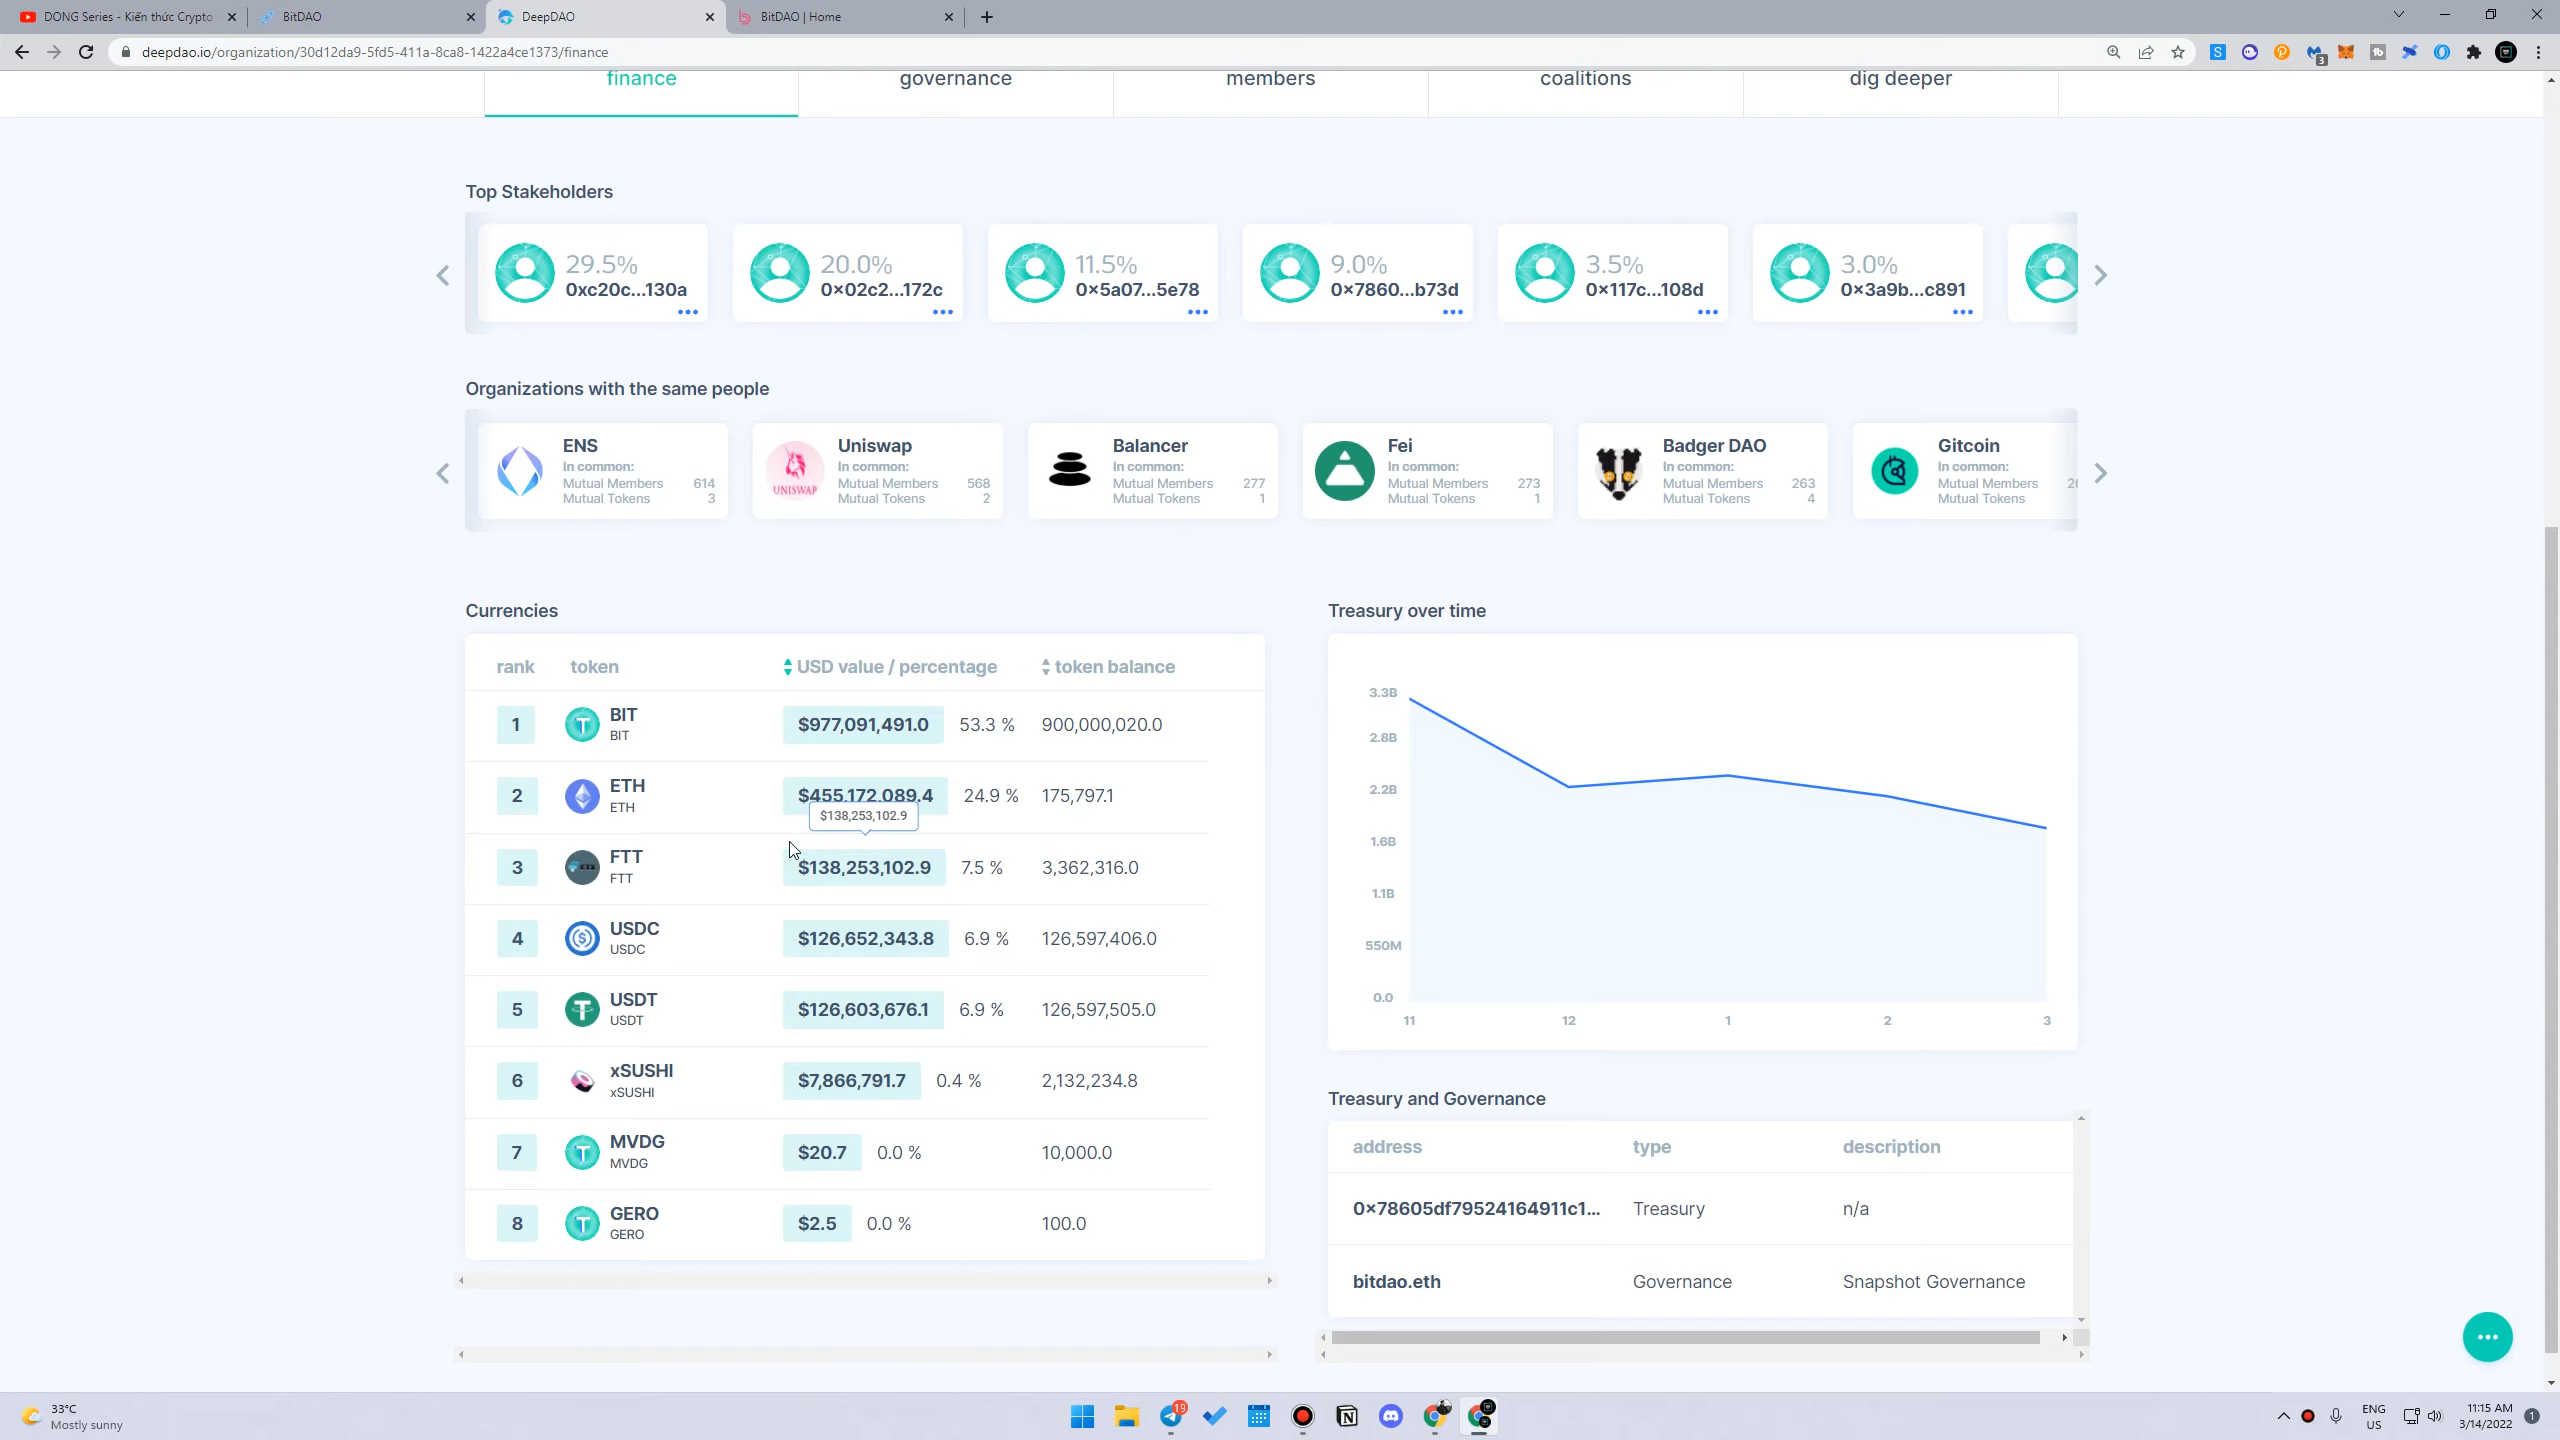 DONG Series - Kiến thức Crypto
BitDAO
DeepDAO
BitDAO | Home
deepdao.io/organization/30d12da9-5fd5-411a-8ca8-1422a4ce1373/finance
finance
governance
members
coalitions
dig deeper
Top Stakeholders
29.5%
0xc20c...130a
20.0%
0x02c2...172c
11.5%
0x5a07...5e78
9.0%
0x7860...b73d
3.5%
0x117c...108d
3.0%
0x3a9b...c891
Organizations with the same people
ENS
In common:
Mutual Members 614
Mutual Tokens 3
UNISWAP
Uniswap
In common:
Mutual Members 568
Mutual Tokens 2
Balancer
In common:
Mutual Members 277
Mutual Tokens 1
Fei
In common:
Mutual Members 273
Mutual Tokens 1
Badger DAO
In common:
Mutual Members 263
Mutual Tokens 4
Gitcoin
In common:
Mutual Members
Mutual Tokens
Currencies
rank token USD value / percentage token balance
1 BIT $977,091,491.0 53.3 % 900,000,020.0
BIT
2 ETH $455,172,089.4 24.9 % 175,797.1
ETH
$138,253,102.9
3 FTT $138,253,102.9 7.5 % 3,362,316.0
FTT
4 USDC $126,652,343.8 6.9 % 126,597,406.0
USDC
5 USDT $126,603,676.1 6.9 % 126,597,505.0
USDT
6 xSUSHI $7,866,791.7 0.4 % 2,132,234.8
xSUSHI
7 MVDG $20.7 0.0 % 10,000.0
MVDG
8 GERO $2.5 0.0 % 100.0
GERO
Treasury over time
3.3B
2.8B
2.2B
1.6B
1.1B
550M
0.0
11 12 1 2 3
Treasury and Governance
address type description
0x78605df79524164911c1... Treasury n/a
bitdao.eth Governance Snapshot Governance
33°C
Mostly sunny
19
ENG
US
11:15 AM
3/14/2022
1